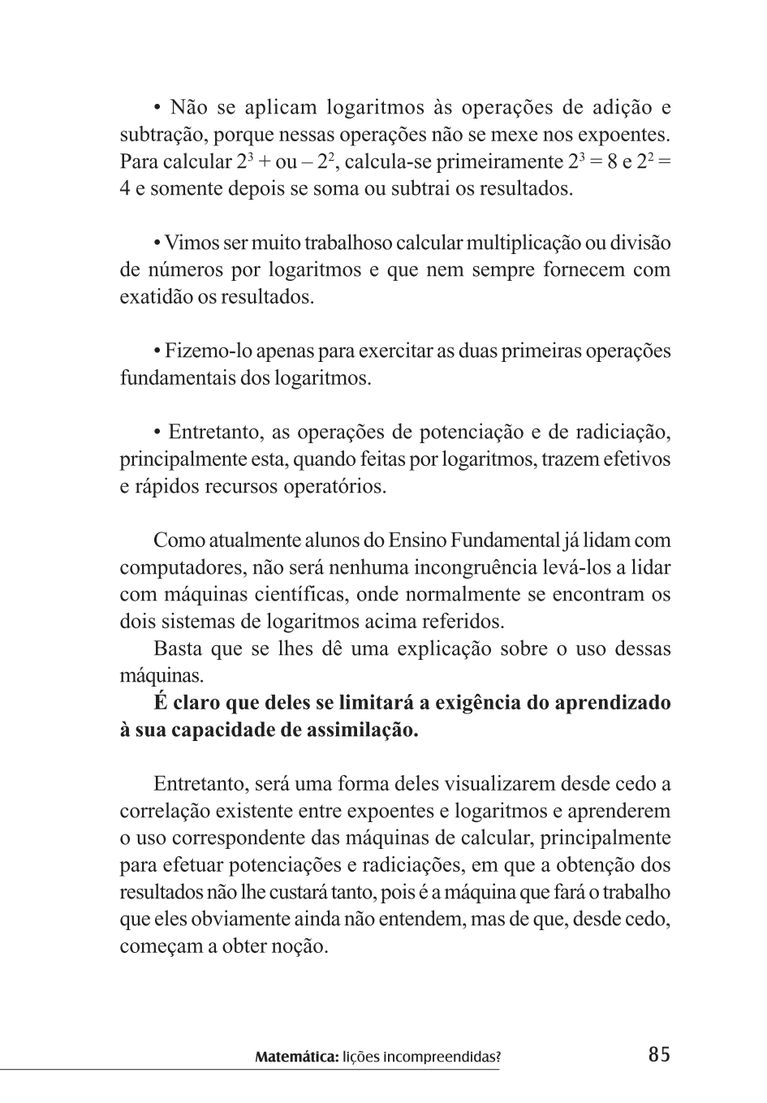 • Não se aplicam logaritmos às operações de adição e
subtração, porque nessas operações não se mexe nos expoentes.
Para calcular 2³ + ou – 2², calcula-se primeiramente 2³ = 8 e 2² =
4 e somente depois se soma ou subtrai os resultados.
• Vimos ser muito trabalhoso calcular multiplicação ou divisão
de números por logaritmos e que nem sempre fornecem com
exatidão os resultados.
• Fizemo-lo apenas para exercitar as duas primeiras operações
fundamentais dos logaritmos.
• Entretanto, as operações de potenciação e de radiciação,
principalmente esta, quando feitas por logaritmos, trazem efetivos
e rápidos recursos operatórios.
Como atualmente alunos do Ensino Fundamental já lidam com
computadores, não será nenhuma incongruência levá-los a lidar
com máquinas científicas, onde normalmente se encontram os
dois sistemas de logaritmos acima referidos.
Basta que se lhes dê uma explicação sobre o uso dessas
máquinas.
É claro que deles se limitará a exigência do aprendizado
à sua capacidade de assimilação.
Entretanto, será uma forma deles visualizarem desde cedo a
correlação existente entre expoentes e logaritmos e aprenderem
o uso correspondente das máquinas de calcular, principalmente
para efetuar potenciações e radiciações, em que a obtenção dos
resultados não lhe custará tanto, pois é a máquina que fará o trabalho
que eles obviamente ainda não entendem, mas de que, desde cedo,
começam a obter noção.
Matemática: lições incompreendidas? 85